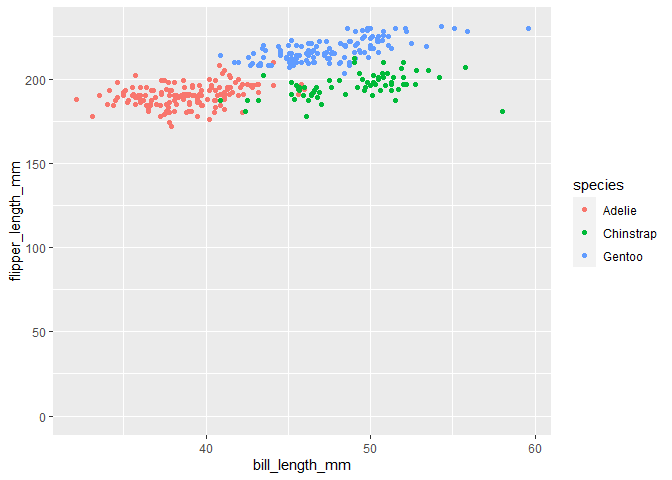 flipper_length_mm
200
150
100
50
0
40
50
60
bill_length_mm
species
Adelie
Chinstrap
Gentoo